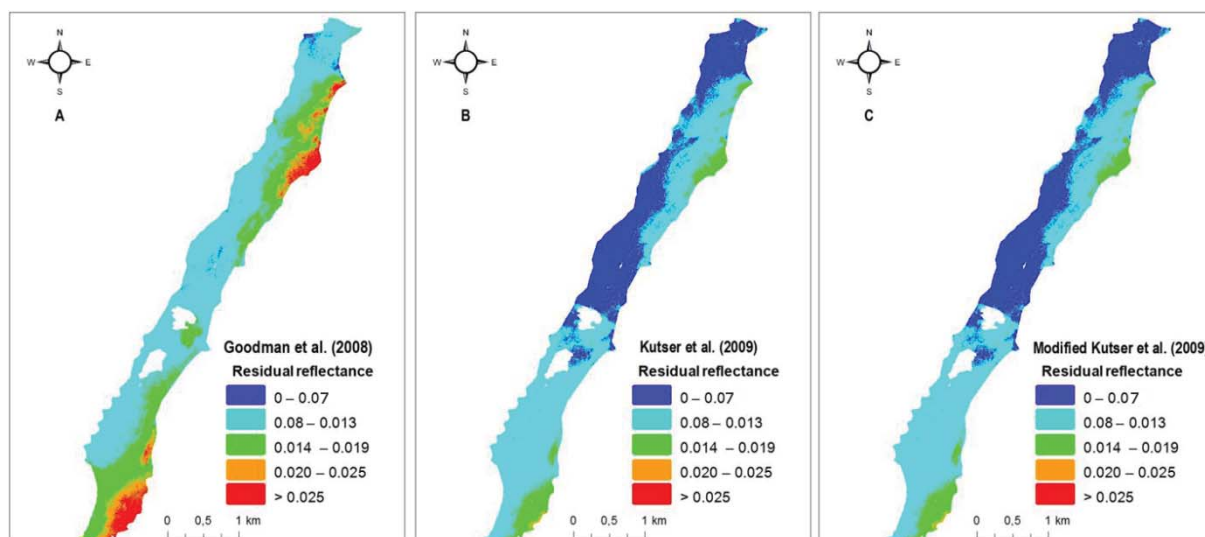 N
W E
S
A
Goodman et al. (2008)
Residual reflectance
0 – 0.07
0.08 – 0.013
0.014 – 0.019
0.020 – 0.025
> 0.025
0 0,5 1 km
N
W E
S
B
Kutser et al. (2009)
Residual reflectance
0 – 0.07
0.08 – 0.013
0.014 – 0.019
0.020 – 0.025
> 0.025
0 0,5 1 km
N
W E
S
C
Modified Kutser et al. (2009)
Residual reflectance
0 – 0.07
0.08 – 0.013
0.014 – 0.019
0.020 – 0.025
> 0.025
0 0,5 1 km